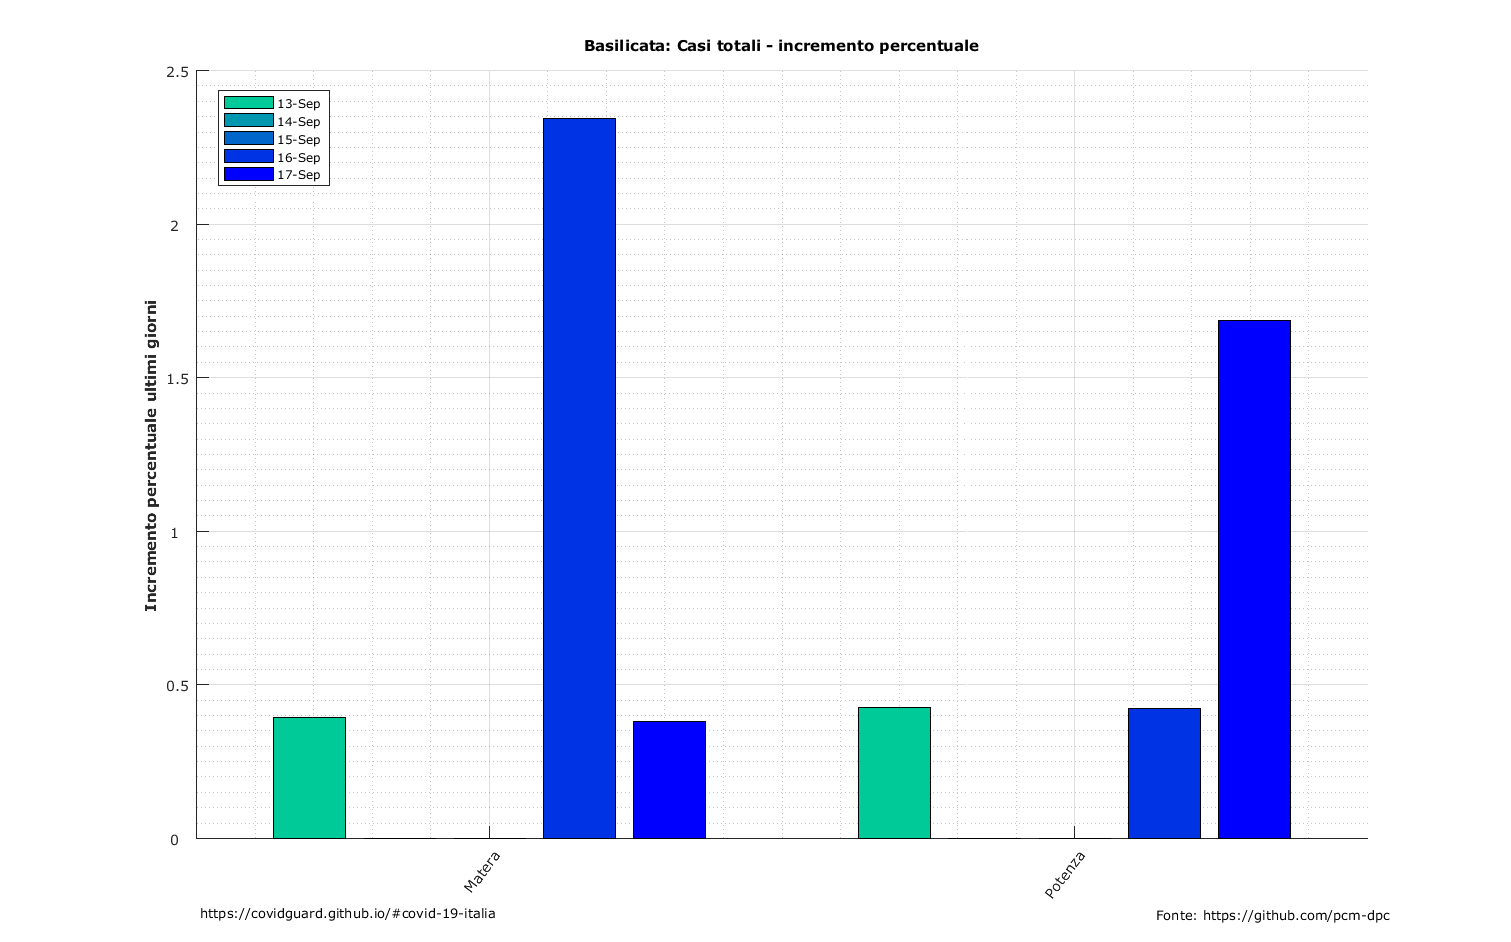 Basilicata: Casi totali - incremento percentuale
2.5
2
1.5
1
0.5
0
Incremento percentuale ultimi giorni
13-Sep
14-Sep
15-Sep
16-Sep
17-Sep
Matera
Potenza
https://covidguard.github.io/#covid-19-italia
Fonte: https://github.com/pcm-dpc